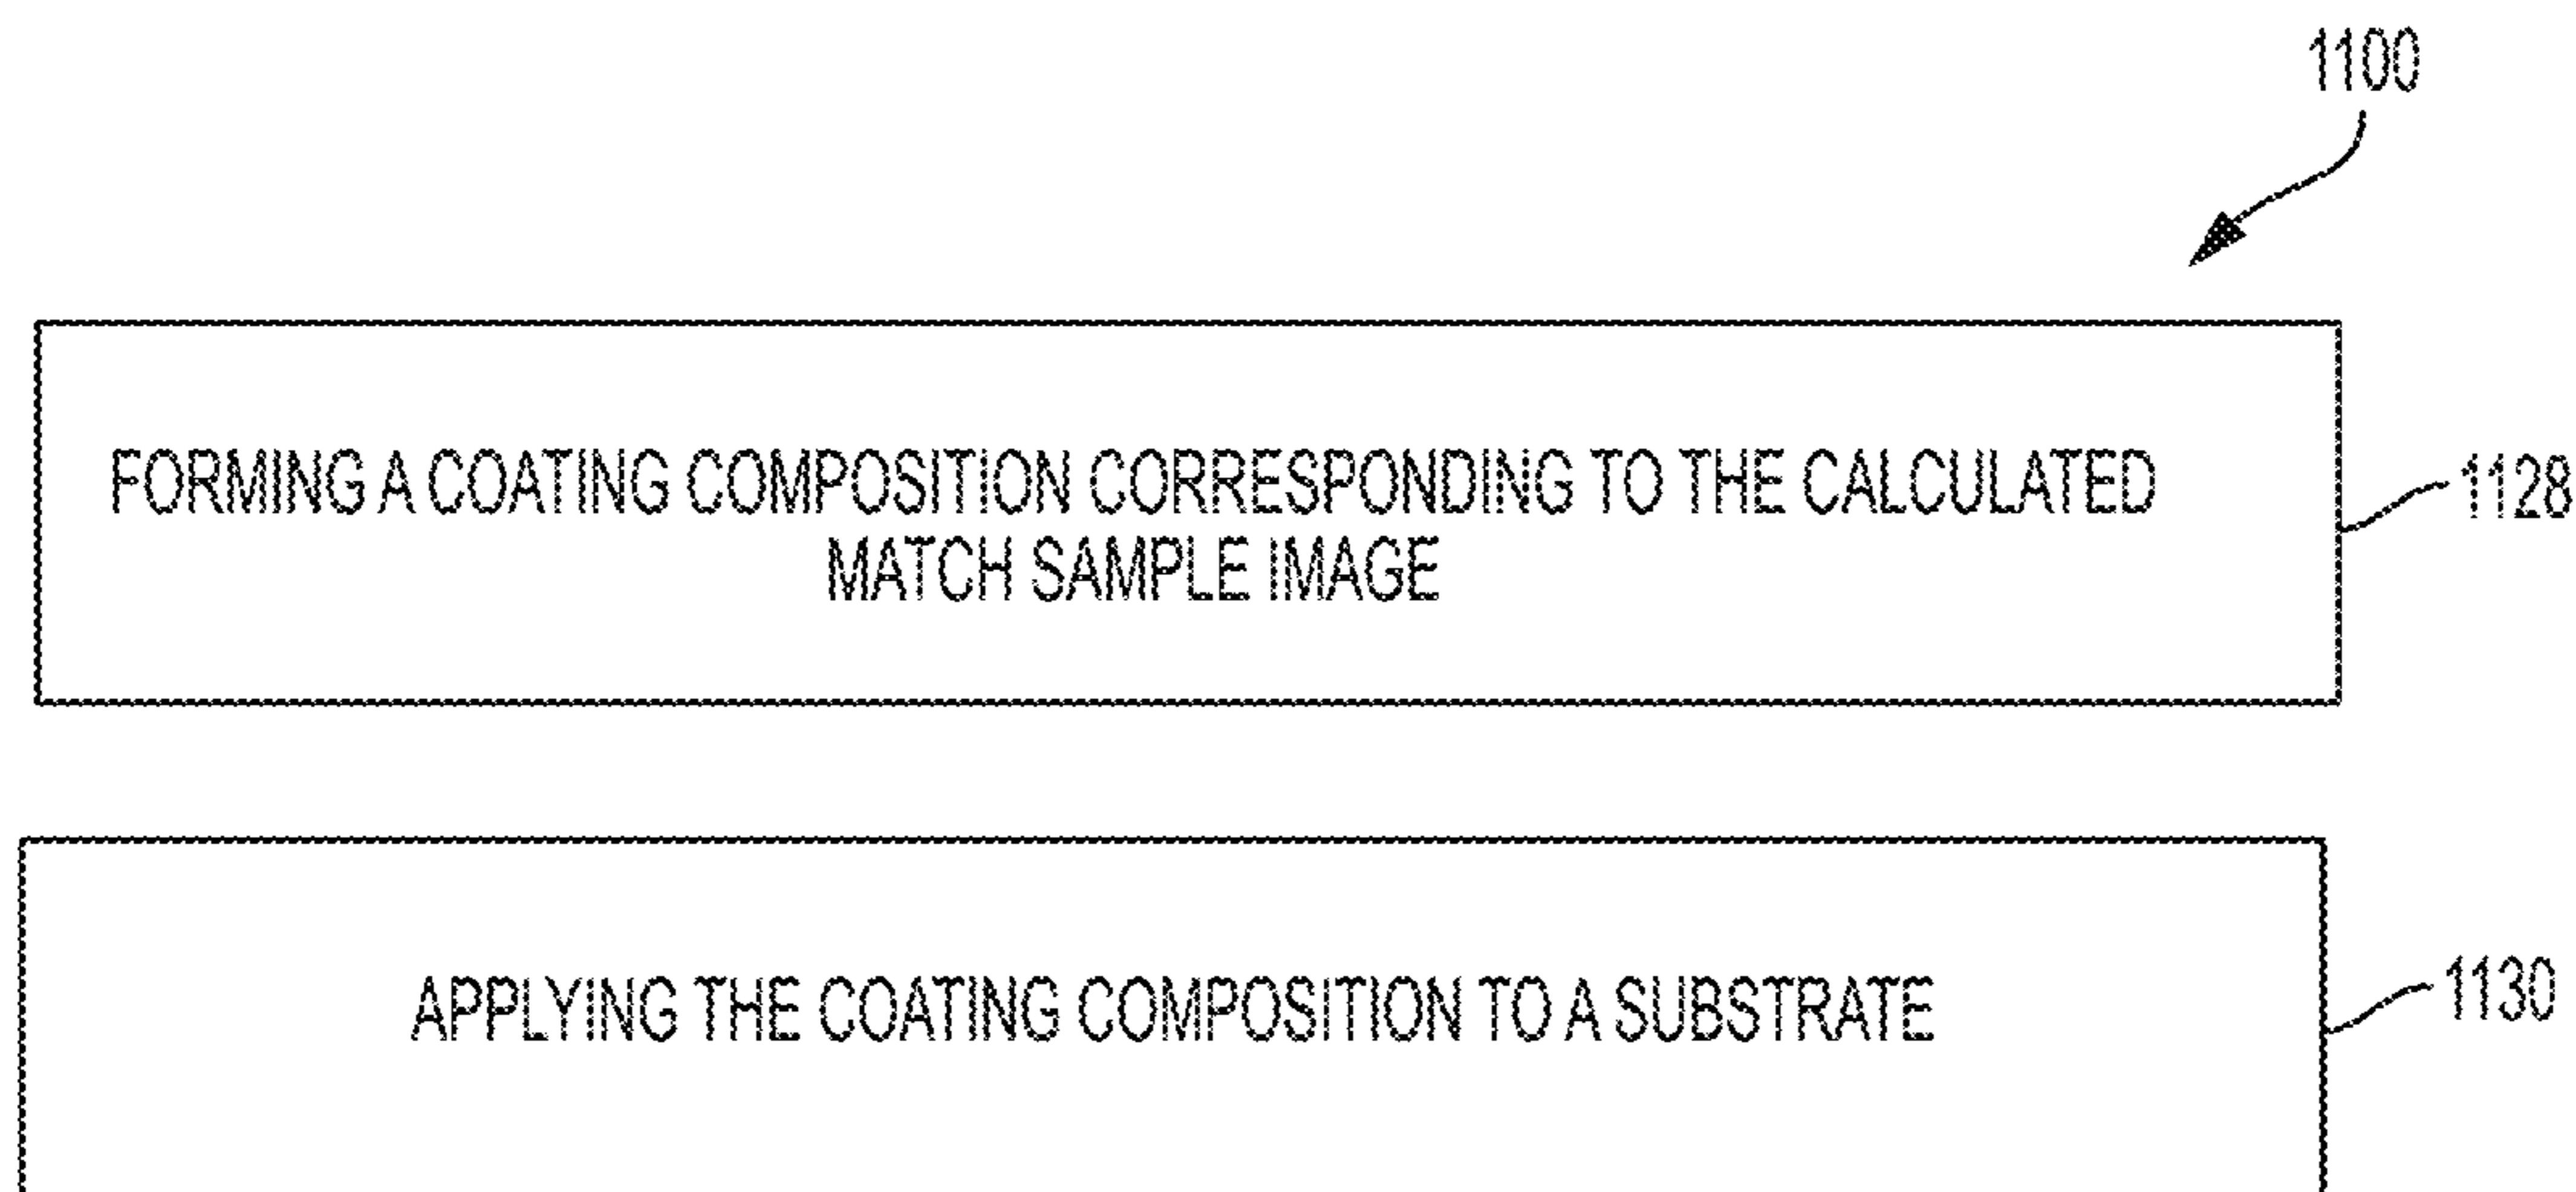 1100
FORMING A COATING COMPOSITION CORRESPONDING TO THE CALCULATED
MATCH SAMPLE IMAGE
1128
APPLYING THE COATING COMPOSITION TO A SUBSTRATE
1130